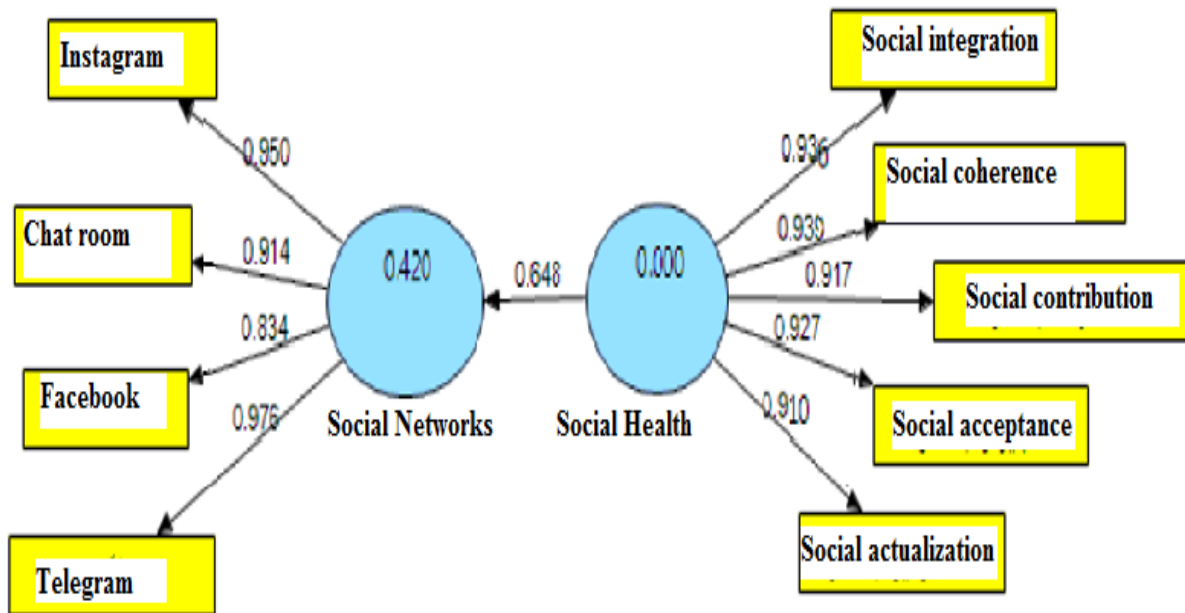 Instagram
Social integration
0.950
0.936
Social coherence
Chat room
0.914
0.420
0.000
0.939
0.648
0.917
Social contribution
0.834
0.927
Facebook
0.976
Social Networks
Social Health
0.910
Social acceptance
Social actualization
Telegram